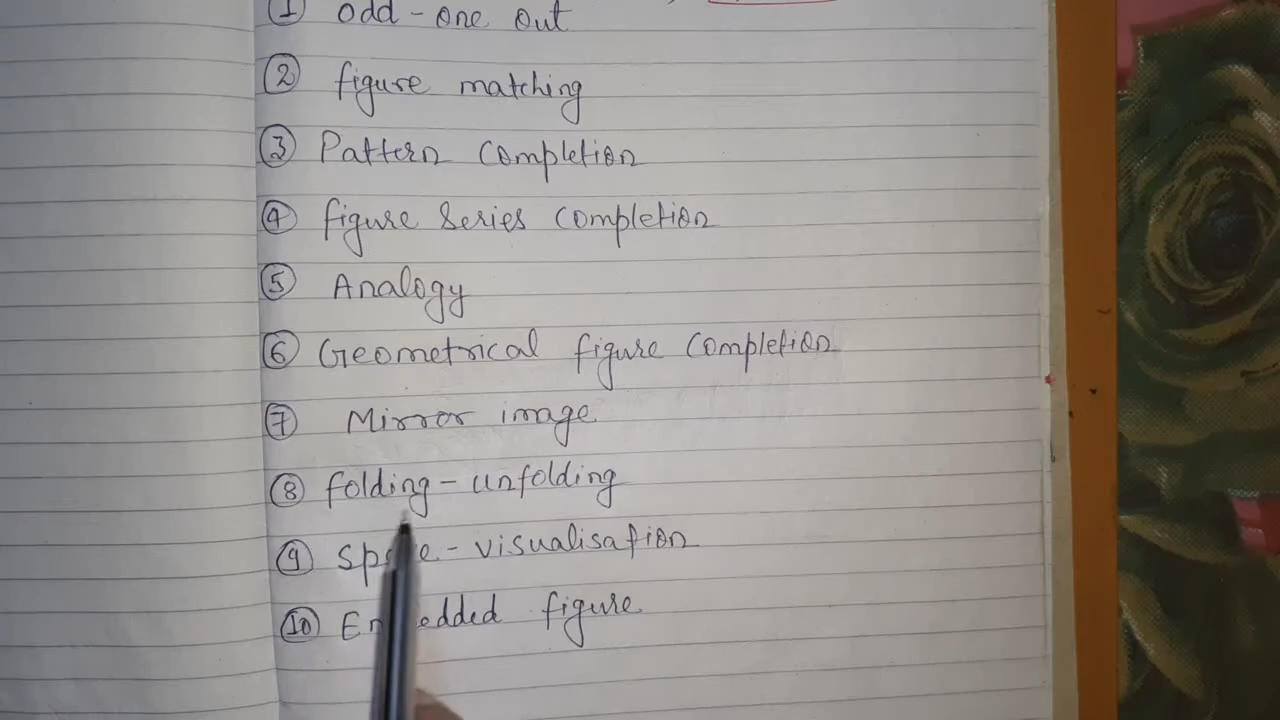 ① odd - one out
② figure matching
③ Pattern Completion
④ figure Series Completion
⑤ Analogy
⑥ Geometrical figure Completion
⑦ Mirror image
⑧ folding - unfolding
⑨ - visualisation
⑩ figure